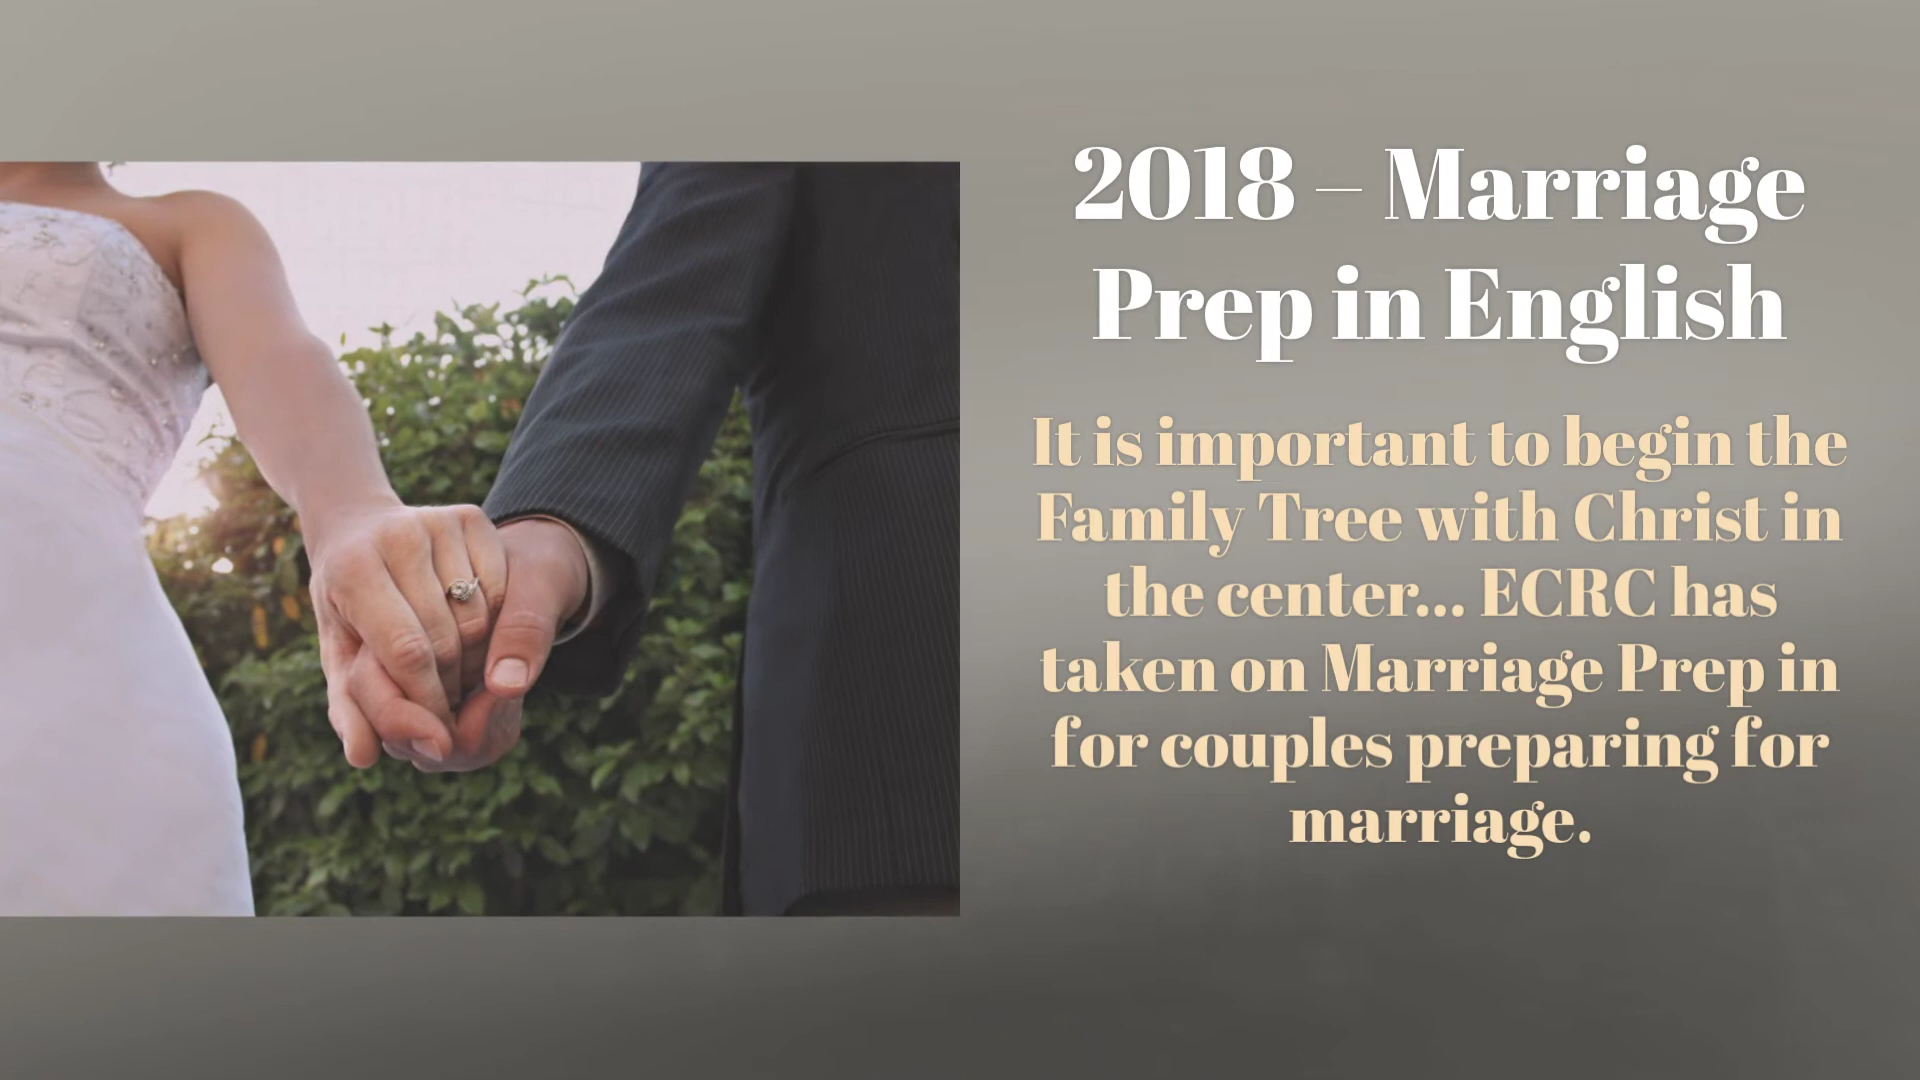 2018 – Marriage
Prep in English
It is important to begin the
Family Tree with Christ in
the center... ECRC has
taken on Marriage Prep in
for couples preparing for
marriage.